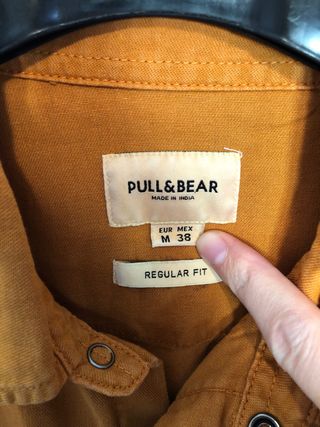 PULL&BEAR
MADE IN INDIA
EUR MEX
M 38
REGULAR FIT